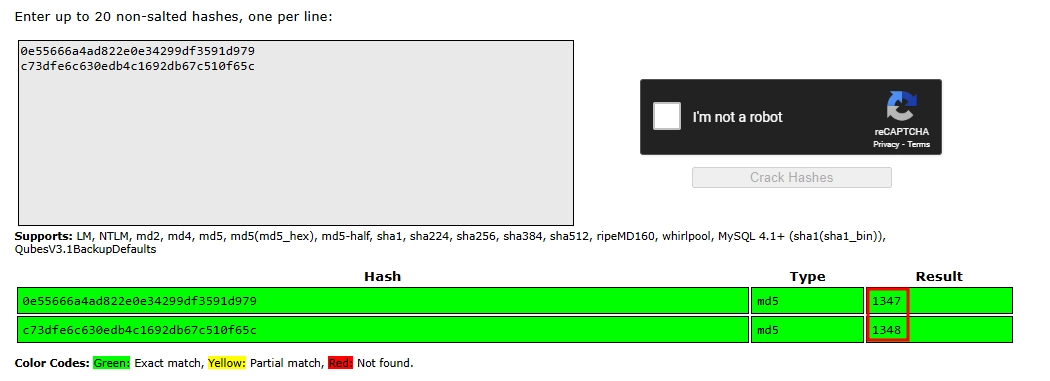 Enter up to 20 non-salted hashes, one per line:
0e55666a4ad822e0e34299df3591d979
c73dfe6c630edb4c1692db67c510f65c
I'm not a robot
reCAPTCHA
Privacy - Terms
Crack Hashes
Supports: LM, NTLM, md2, md4, md5, md5(md5_hex), md5-half, sha1, sha224, sha256, sha384, sha512, ripeMD160, whirlpool, MySQL 4.1+ (sha1(sha1_bin)),
QubesV3.1BackupDefaults
Hash Type Result
0e55666a4ad822e0e34299df3591d979 md5 1347
c73dfe6c630edb4c1692db67c510f65c md5 1348
Color Codes: Green: Exact match, Yellow: Partial match, Red: Not found.